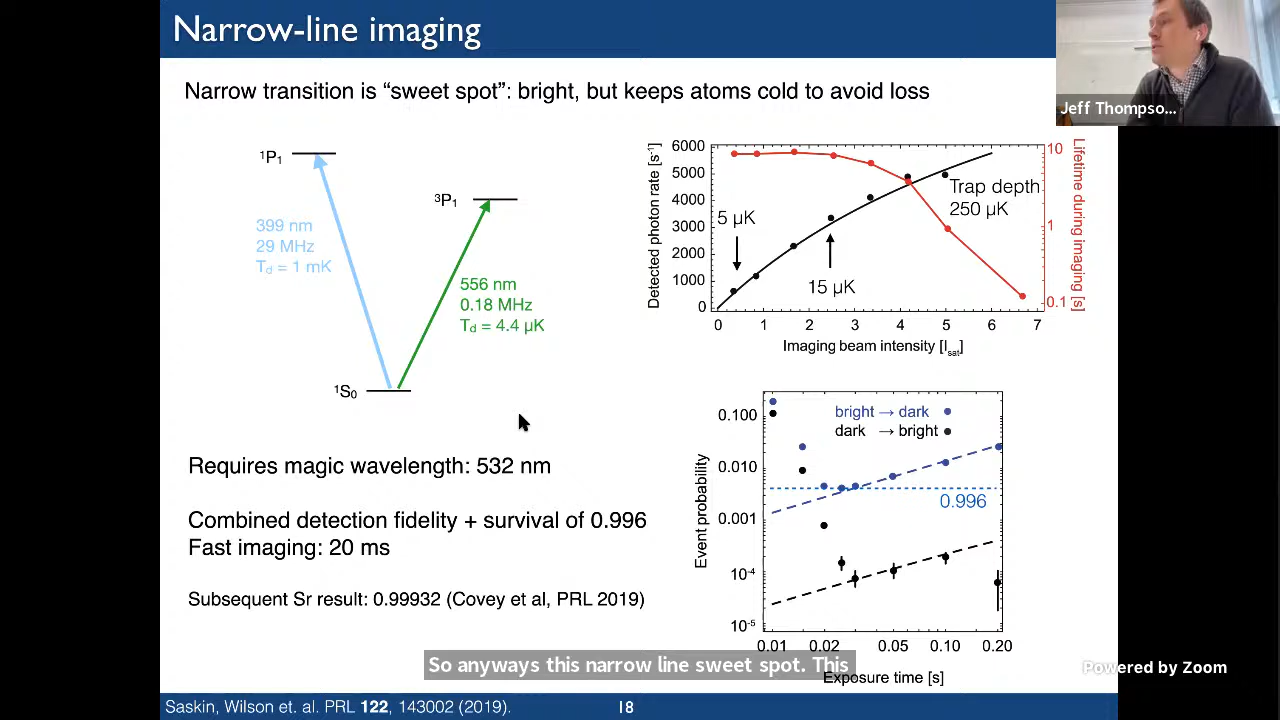 Narrow-line imaging
Jeff Thompso...
Narrow transition is “sweet spot”: bright, but keeps atoms cold to avoid loss
¹P₁
³P₁
399 nm
29 MHz
T_d = 1 mK
556 nm
0.18 MHz
T_d = 4.4 µK
¹S₀
Detected photon rate [s⁻¹]
6000
5000
4000
3000
2000
1000
0
5 µK
15 µK
Trap depth
250 µK
10
1
0.1
Lifetime during imaging [s]
0 1 2 3 4 5 6 7
Imaging beam intensity [I_sat]
Requires magic wavelength: 532 nm
Combined detection fidelity + survival of 0.996
Fast imaging: 20 ms
Subsequent Sr result: 0.99932 (Covey et al, PRL 2019)
Event probability
0.100
0.010
0.001
10⁻⁴
10⁻⁵
bright → dark
dark → bright
0.996
0.01 0.02 0.05 0.10 0.20
Exposure time [s]
So anyways this narrow line sweet spot. This
Powered by Zoom
Saskin, Wilson et. al. PRL 122, 143002 (2019).
18